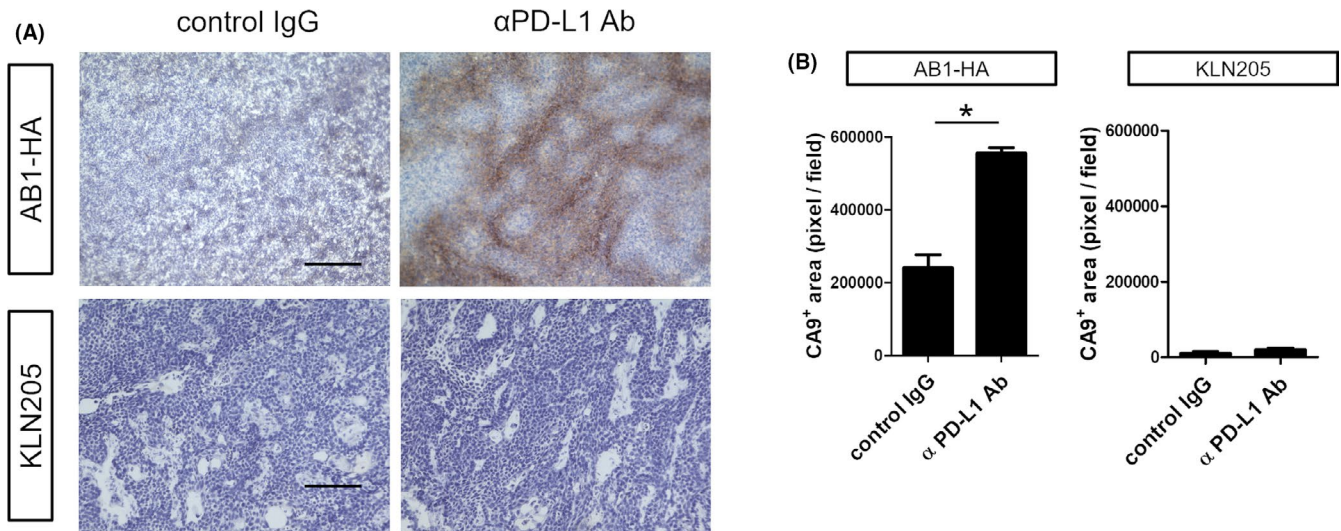 (A)
control IgG
αPD-L1 Ab
AB1-HA
KLN205
(B)
AB1-HA
*
CA9⁺ area (pixel / field)
600000
400000
200000
0
control IgG
α PD-L1 Ab
KLN205
CA9⁺ area (pixel / field)
600000
400000
200000
0
control IgG
α PD-L1 Ab